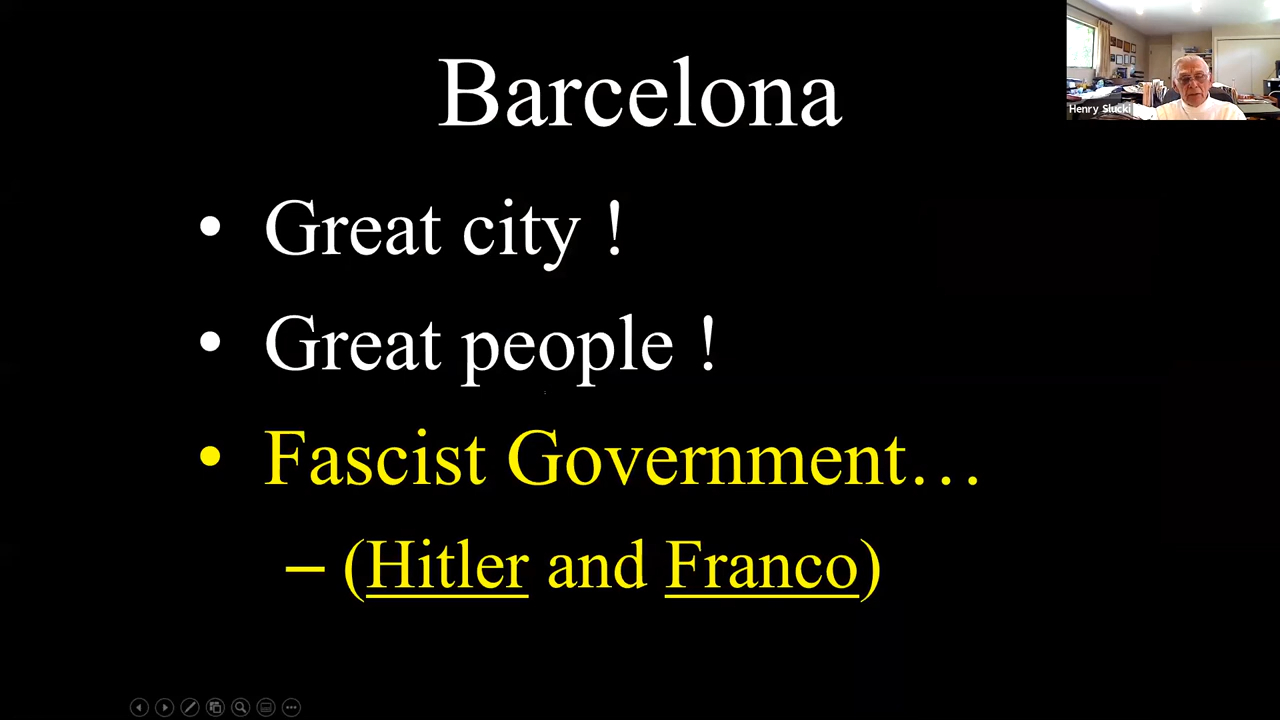 Barcelona
• Great city !
• Great people !
• Fascist Government…
– (Hitler and Franco)
Henry Slucki